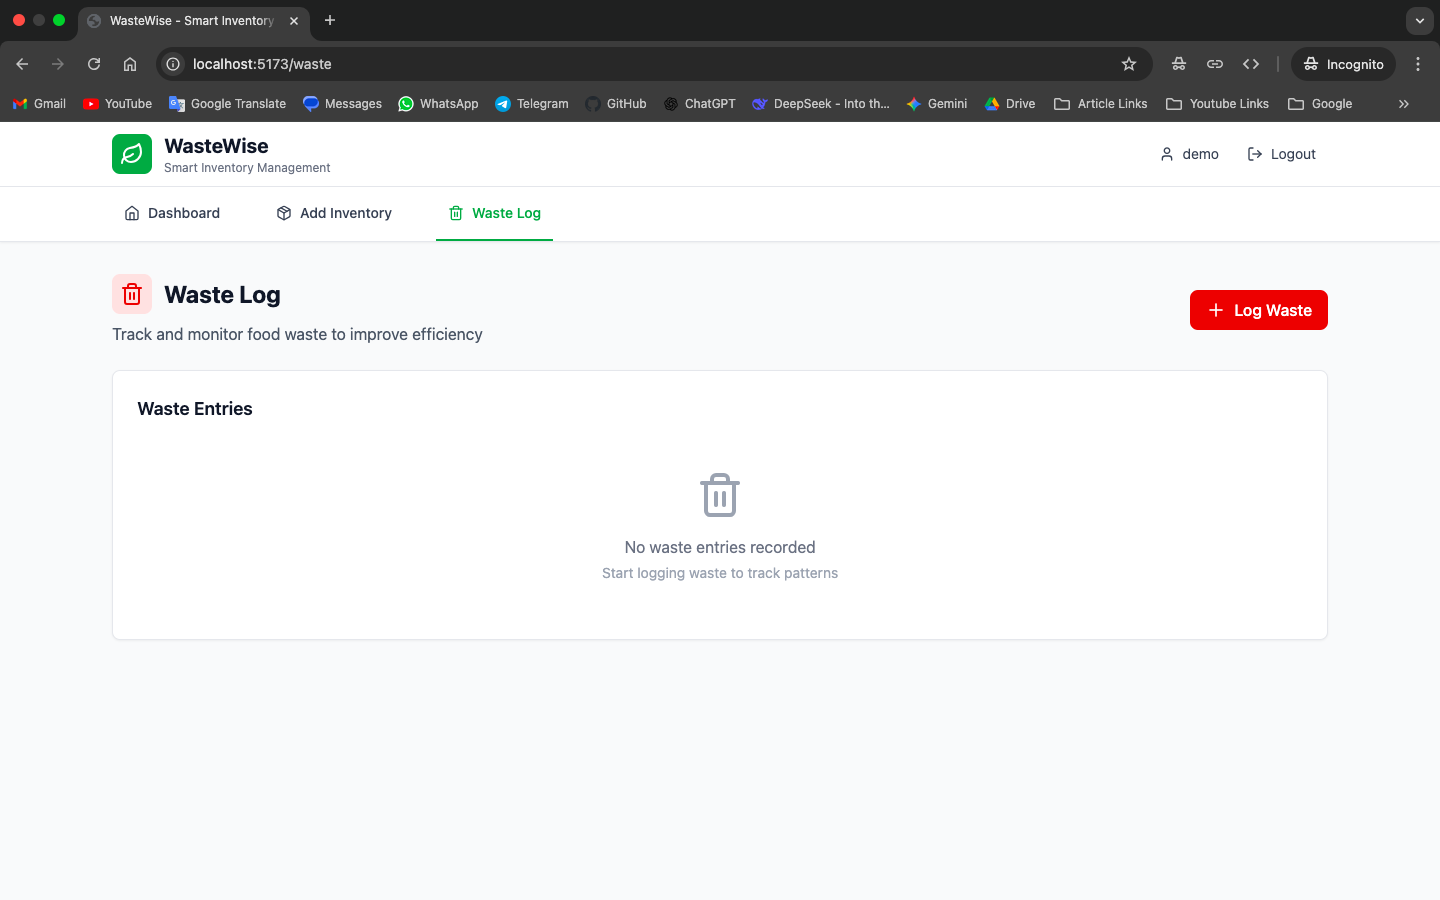 WasteWise - Smart Inventory
localhost:5173/waste
Incognito
Gmail YouTube Google Translate Messages WhatsApp Telegram GitHub ChatGPT DeepSeek - Into th... Gemini Drive Article Links Youtube Links Google
WasteWise
Smart Inventory Management
demo Logout
Dashboard Add Inventory Waste Log
Waste Log
Track and monitor food waste to improve efficiency
+ Log Waste
Waste Entries
No waste entries recorded
Start logging waste to track patterns